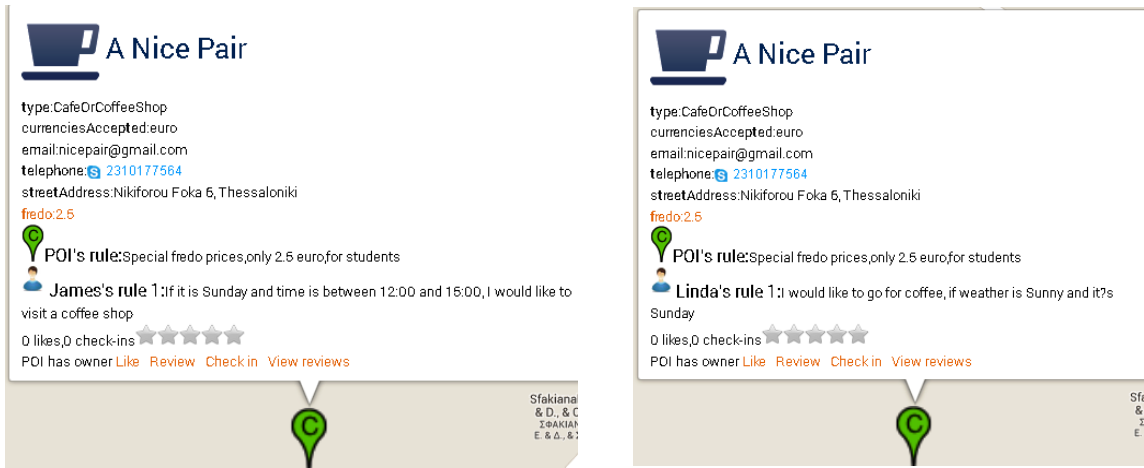 A Nice Pair
type:CafeOrCoffeeShop
currenciesAccepted:euro
email:nicepair@gmail.com
telephone: 2310177564
streetAddress:Nikiforou Foka 6, Thessaloniki
fredo:2.5
C
POI's rule:Special fredo prices,only 2.5 euro,for students
James's rule 1:If it is Sunday and time is between 12:00 and 15:00, I would like to
visit a coffee shop
0 likes,0 check-ins
POI has owner Like Review Check in View reviews
Sfakiana
& D., & C
ΣΦΑΚΙΑΝ
Ε. & Δ., & Σ
C
A Nice Pair
type:CafeOrCoffeeShop
currenciesAccepted:euro
email:nicepair@gmail.com
telephone: 2310177564
streetAddress:Nikiforou Foka 6, Thessaloniki
fredo:2.5
C
POI's rule:Special fredo prices,only 2.5 euro,for students
Linda's rule 1:I would like to go for coffee, if weather is Sunny and it?s
Sunday
0 likes,0 check-ins
POI has owner Like Review Check in View reviews
C